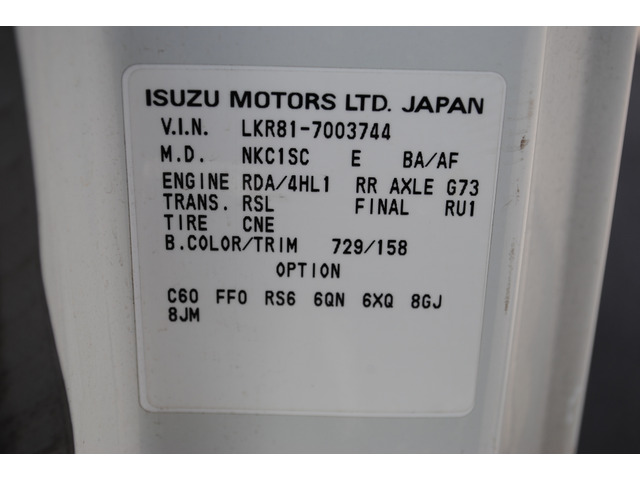 ISUZU MOTORS LTD. JAPAN
V.I.N. LKR81-7003744
M.D. NKC1SC E BA/AF
ENGINE RDA/4HL1 RR AXLE G73
TRANS. RSL FINAL RU1
TIRE CNE
B.COLOR/TRIM 729/158
OPTION
C60 FF0 RS6 6QN 6XQ 8GJ
8JM